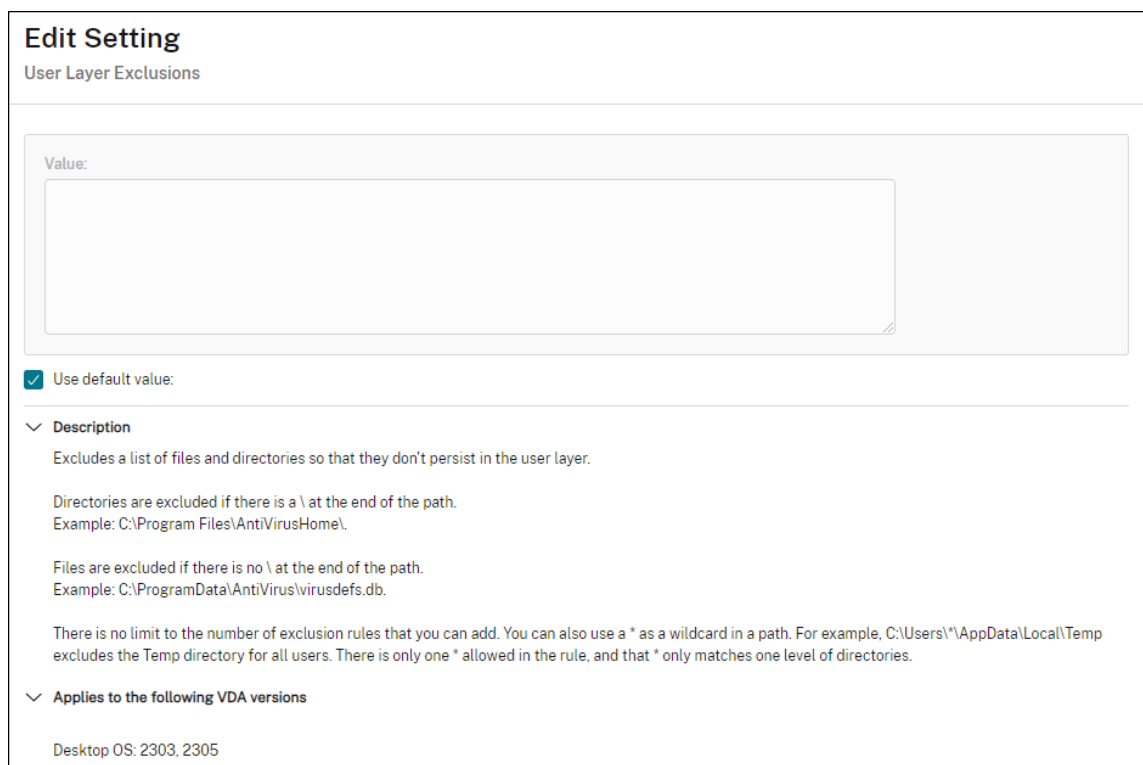 Edit Setting
User Layer Exclusions
Value:
Use default value:
Description
Excludes a list of files and directories so that they don't persist in the user layer.
Directories are excluded if there is a \ at the end of the path.
Example: C:\Program Files\AntiVirusHome\.
Files are excluded if there is no \ at the end of the path.
Example: C:\ProgramData\AntiVirus\virusdefs.db.
There is no limit to the number of exclusion rules that you can add. You can also use a * as a wildcard in a path. For example, C:\Users\*\AppData\Local\Temp
excludes the Temp directory for all users. There is only one * allowed in the rule, and that * only matches one level of directories.
Applies to the following VDA versions
Desktop OS: 2303, 2305